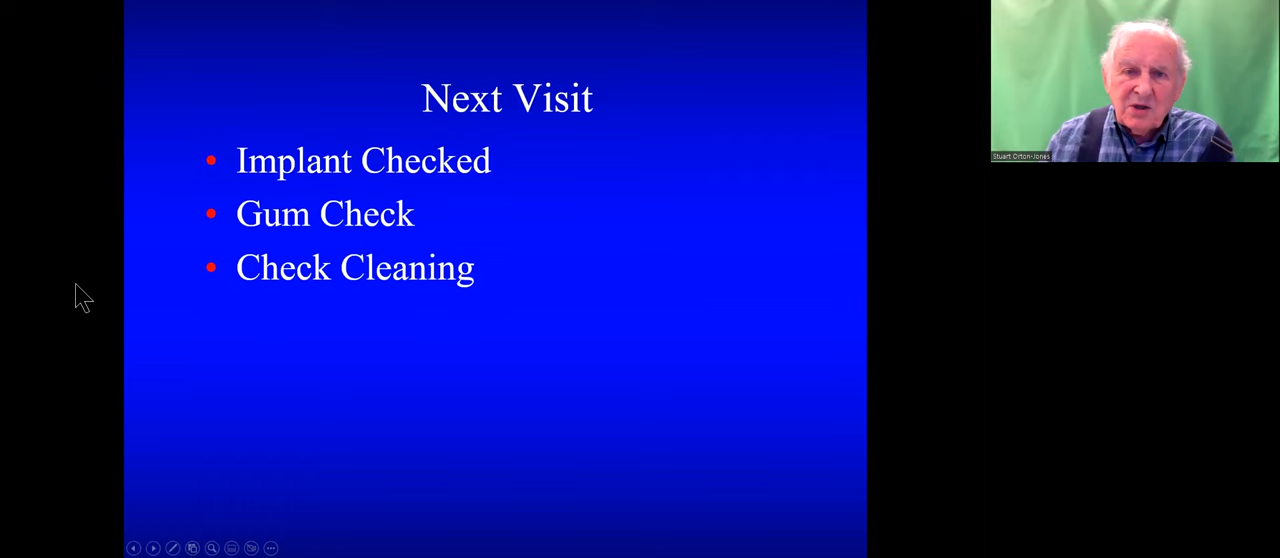 Next Visit
• Implant Checked
• Gum Check
• Check Cleaning
Stuart Orton-Jones